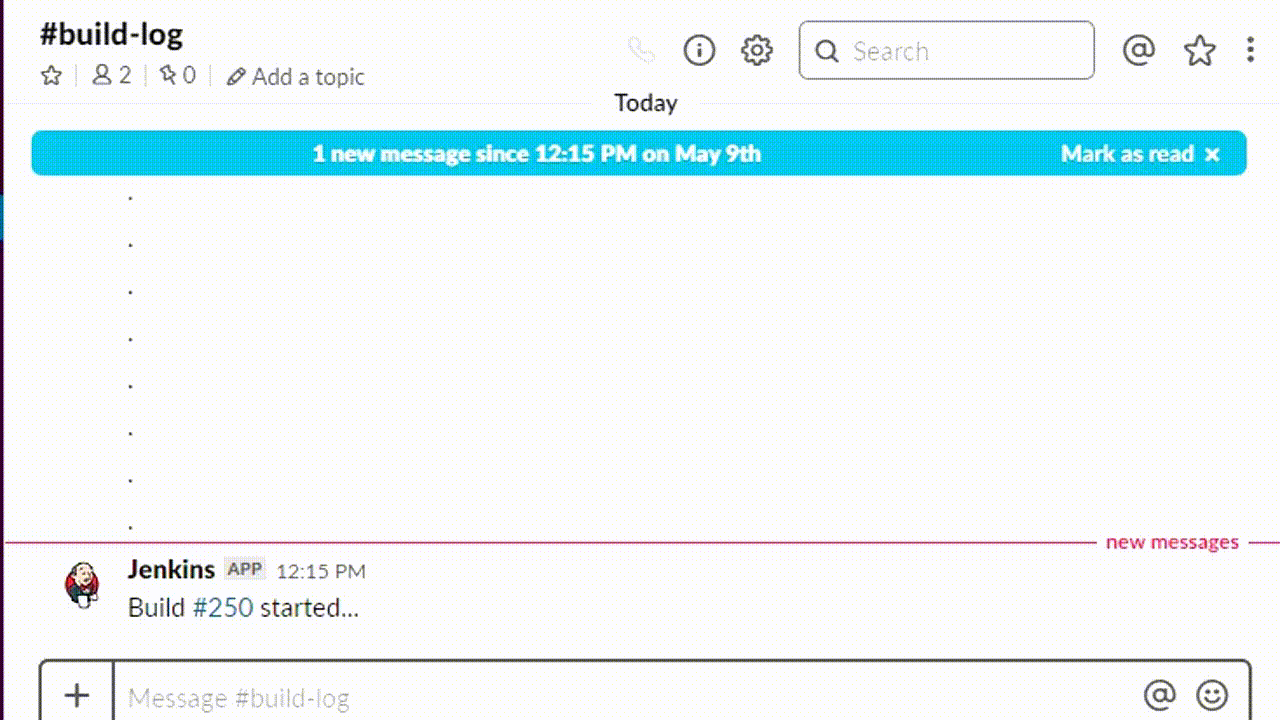 #build-log
2
0
Add a topic
Search
Today
1 new message since 12:15 PM on May 9th
Mark as read ×
.
.
.
.
.
.
.
.
new messages
Jenkins APP 12:15 PM
Build #250 started...
Message #build-log